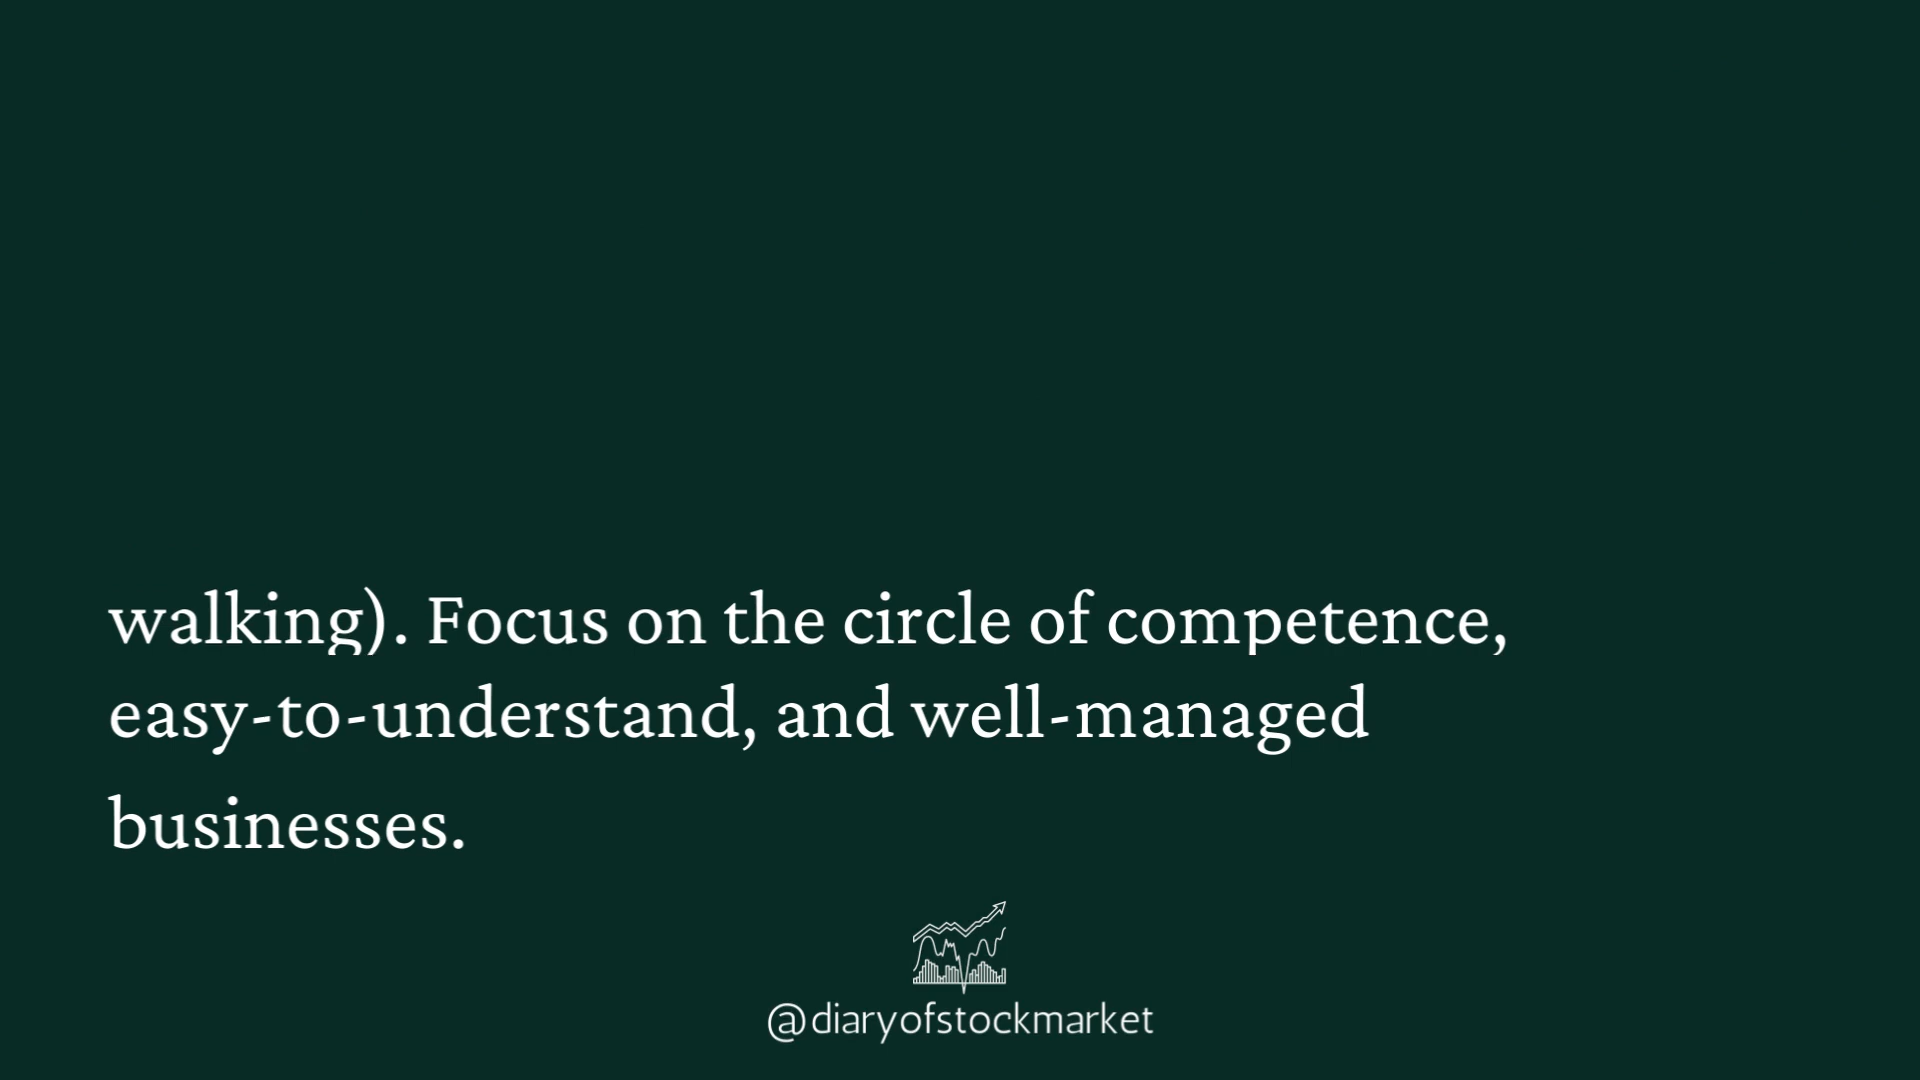 walking). Focus on the circle of competence,
easy-to-understand, and well-managed
businesses.
@diaryofstockmarket